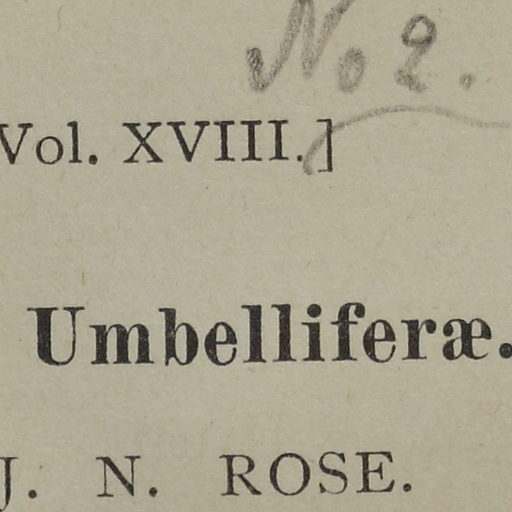 No 2.
Vol. XVIII.]
Umbelliferæ.
J. N. ROSE.